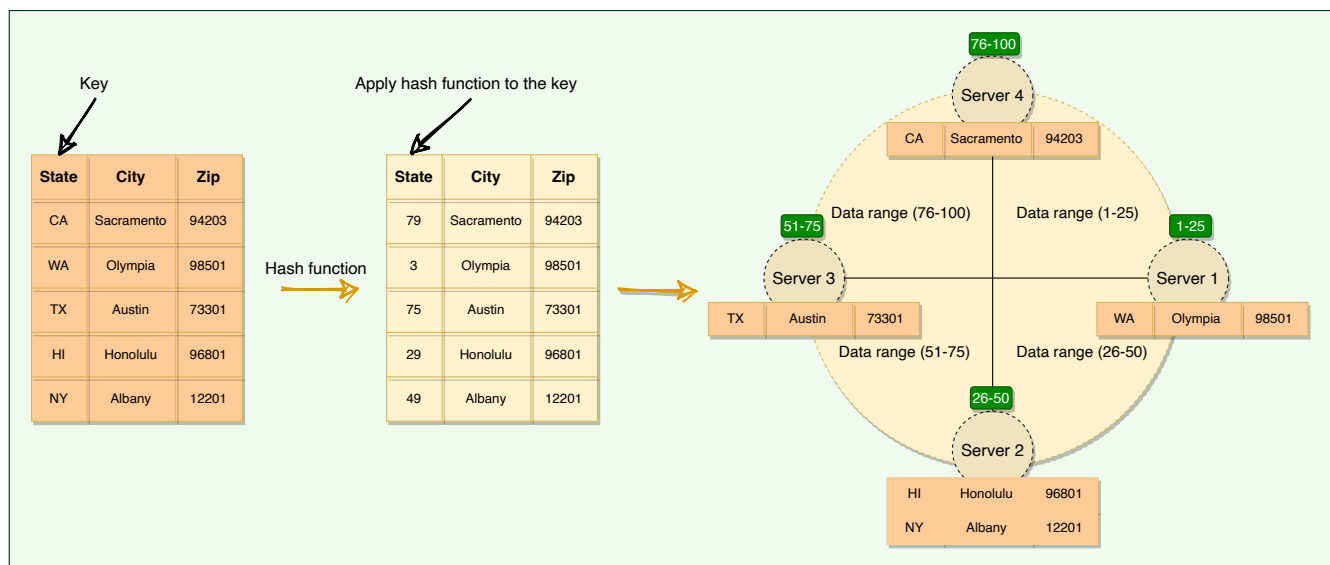 Key
State City Zip
CA Sacramento 94203
WA Olympia 98501
TX Austin 73301
HI Honolulu 96801
NY Albany 12201
Hash function
Apply hash function to the key
State City Zip
79 Sacramento 94203
3 Olympia 98501
75 Austin 73301
29 Honolulu 96801
49 Albany 12201
76-100
Server 4
CA Sacramento 94203
Data range (76-100)
Data range (1-25)
51-75
Server 3
TX Austin 73301
1-25
Server 1
WA Olympia 98501
Data range (51-75)
Data range (26-50)
26-50
Server 2
HI Honolulu 96801
NY Albany 12201